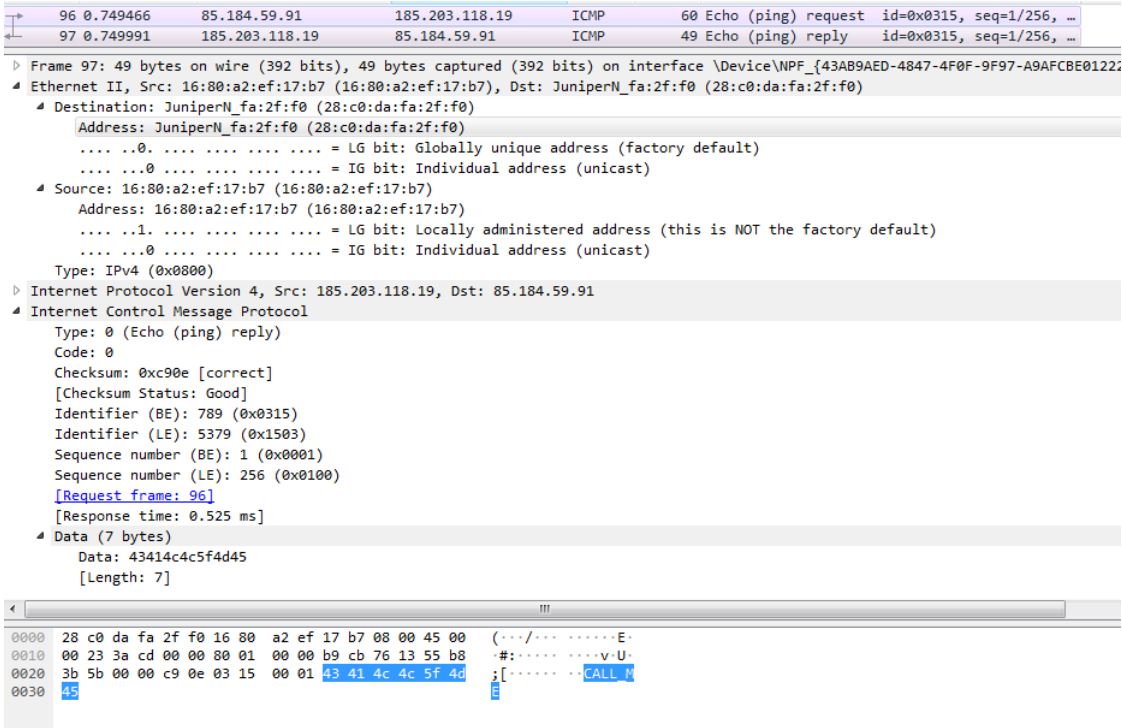 96 0.749466 85.184.59.91 185.203.118.19 ICMP 60 Echo (ping) request id=0x0315, seq=1/256, …
97 0.749991 185.203.118.19 85.184.59.91 ICMP 49 Echo (ping) reply id=0x0315, seq=1/256, …
Frame 97: 49 bytes on wire (392 bits), 49 bytes captured (392 bits) on interface \Device\NPF_{43AB9AED-4847-4F0F-9F97-A9AFCBE01222
Ethernet II, Src: 16:80:a2:ef:17:b7 (16:80:a2:ef:17:b7), Dst: JuniperN_fa:2f:f0 (28:c0:da:fa:2f:f0)
Destination: JuniperN_fa:2f:f0 (28:c0:da:fa:2f:f0)
Address: JuniperN_fa:2f:f0 (28:c0:da:fa:2f:f0)
.... ..0. .... .... .... .... = LG bit: Globally unique address (factory default)
.... ...0 .... .... .... .... = IG bit: Individual address (unicast)
Source: 16:80:a2:ef:17:b7 (16:80:a2:ef:17:b7)
Address: 16:80:a2:ef:17:b7 (16:80:a2:ef:17:b7)
.... ..1. .... .... .... .... = LG bit: Locally administered address (this is NOT the factory default)
.... ...0 .... .... .... .... = IG bit: Individual address (unicast)
Type: IPv4 (0x0800)
Internet Protocol Version 4, Src: 185.203.118.19, Dst: 85.184.59.91
Internet Control Message Protocol
Type: 0 (Echo (ping) reply)
Code: 0
Checksum: 0xc90e [correct]
[Checksum Status: Good]
Identifier (BE): 789 (0x0315)
Identifier (LE): 5379 (0x1503)
Sequence number (BE): 1 (0x0001)
Sequence number (LE): 256 (0x0100)
[Request frame: 96]
[Response time: 0.525 ms]
Data (7 bytes)
Data: 43414c4c5f4d45
[Length: 7]
0000 28 c0 da fa 2f f0 16 80 a2 ef 17 b7 08 00 45 00 (···/··· ······E·
0010 00 23 3a cd 00 00 80 01 00 00 b9 cb 76 13 55 b8 ·#:····· ····v·U·
0020 3b 5b 00 00 c9 0e 03 15 00 01 43 41 4c 4c 5f 4d ;[······ ··CALL_M
0030 45 E